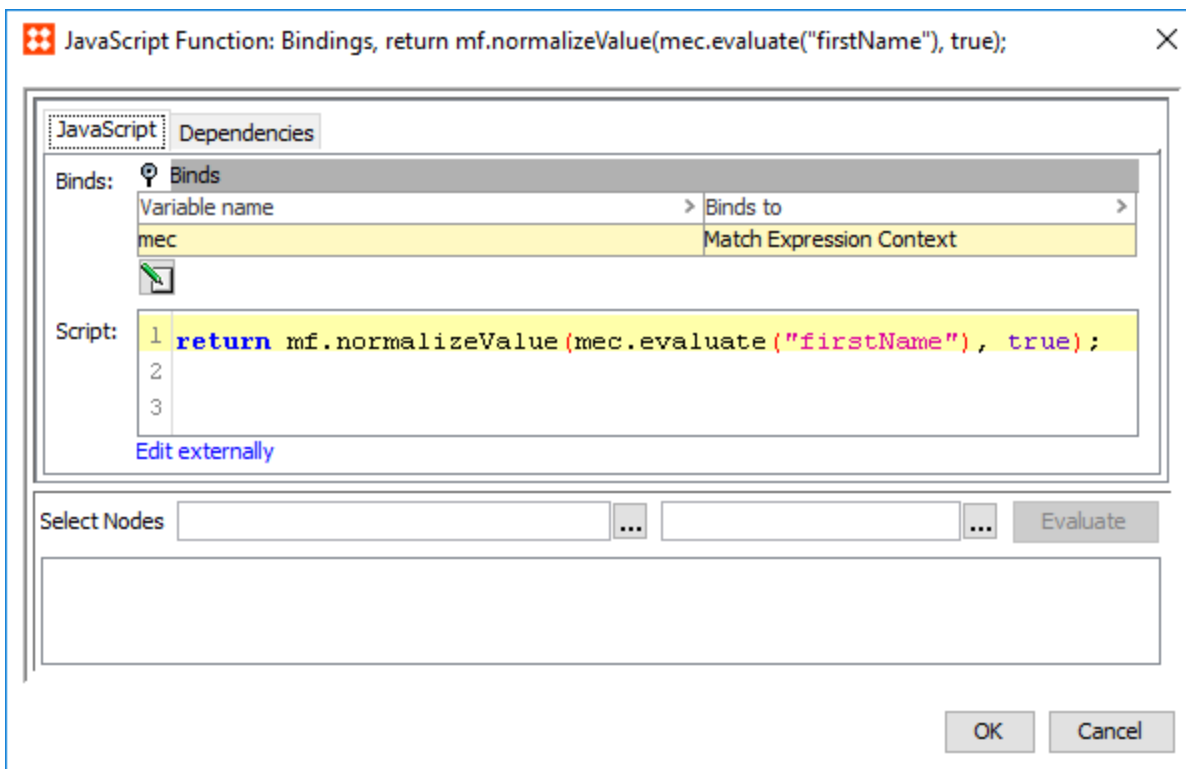 JavaScript Function: Bindings, return mf.normalizeValue(mec.evaluate("firstName"), true);
JavaScript Dependencies
Binds: Binds
Variable name > Binds to >
mec Match Expression Context
Script: 1 return mf.normalizeValue(mec.evaluate("firstName"), true);
2
3
Edit externally
Select Nodes ... ... Evaluate
OK Cancel